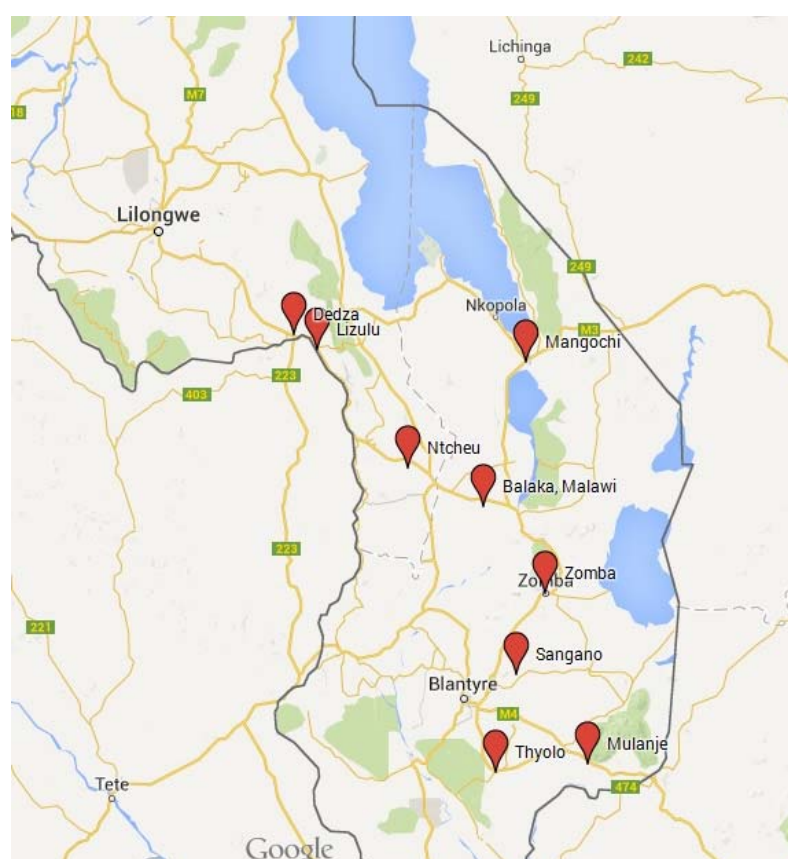 Lichinga
242
M7
249
18
Lilongwe
249
Nkopola
M3
Dedza
Lizulu
Mangochi
223
403
Ntcheu
Balaka, Malawi
223
Zomba
Zomba
221
Sangano
Blantyre
M4
Thyolo
Mulanje
Tete
474
Google